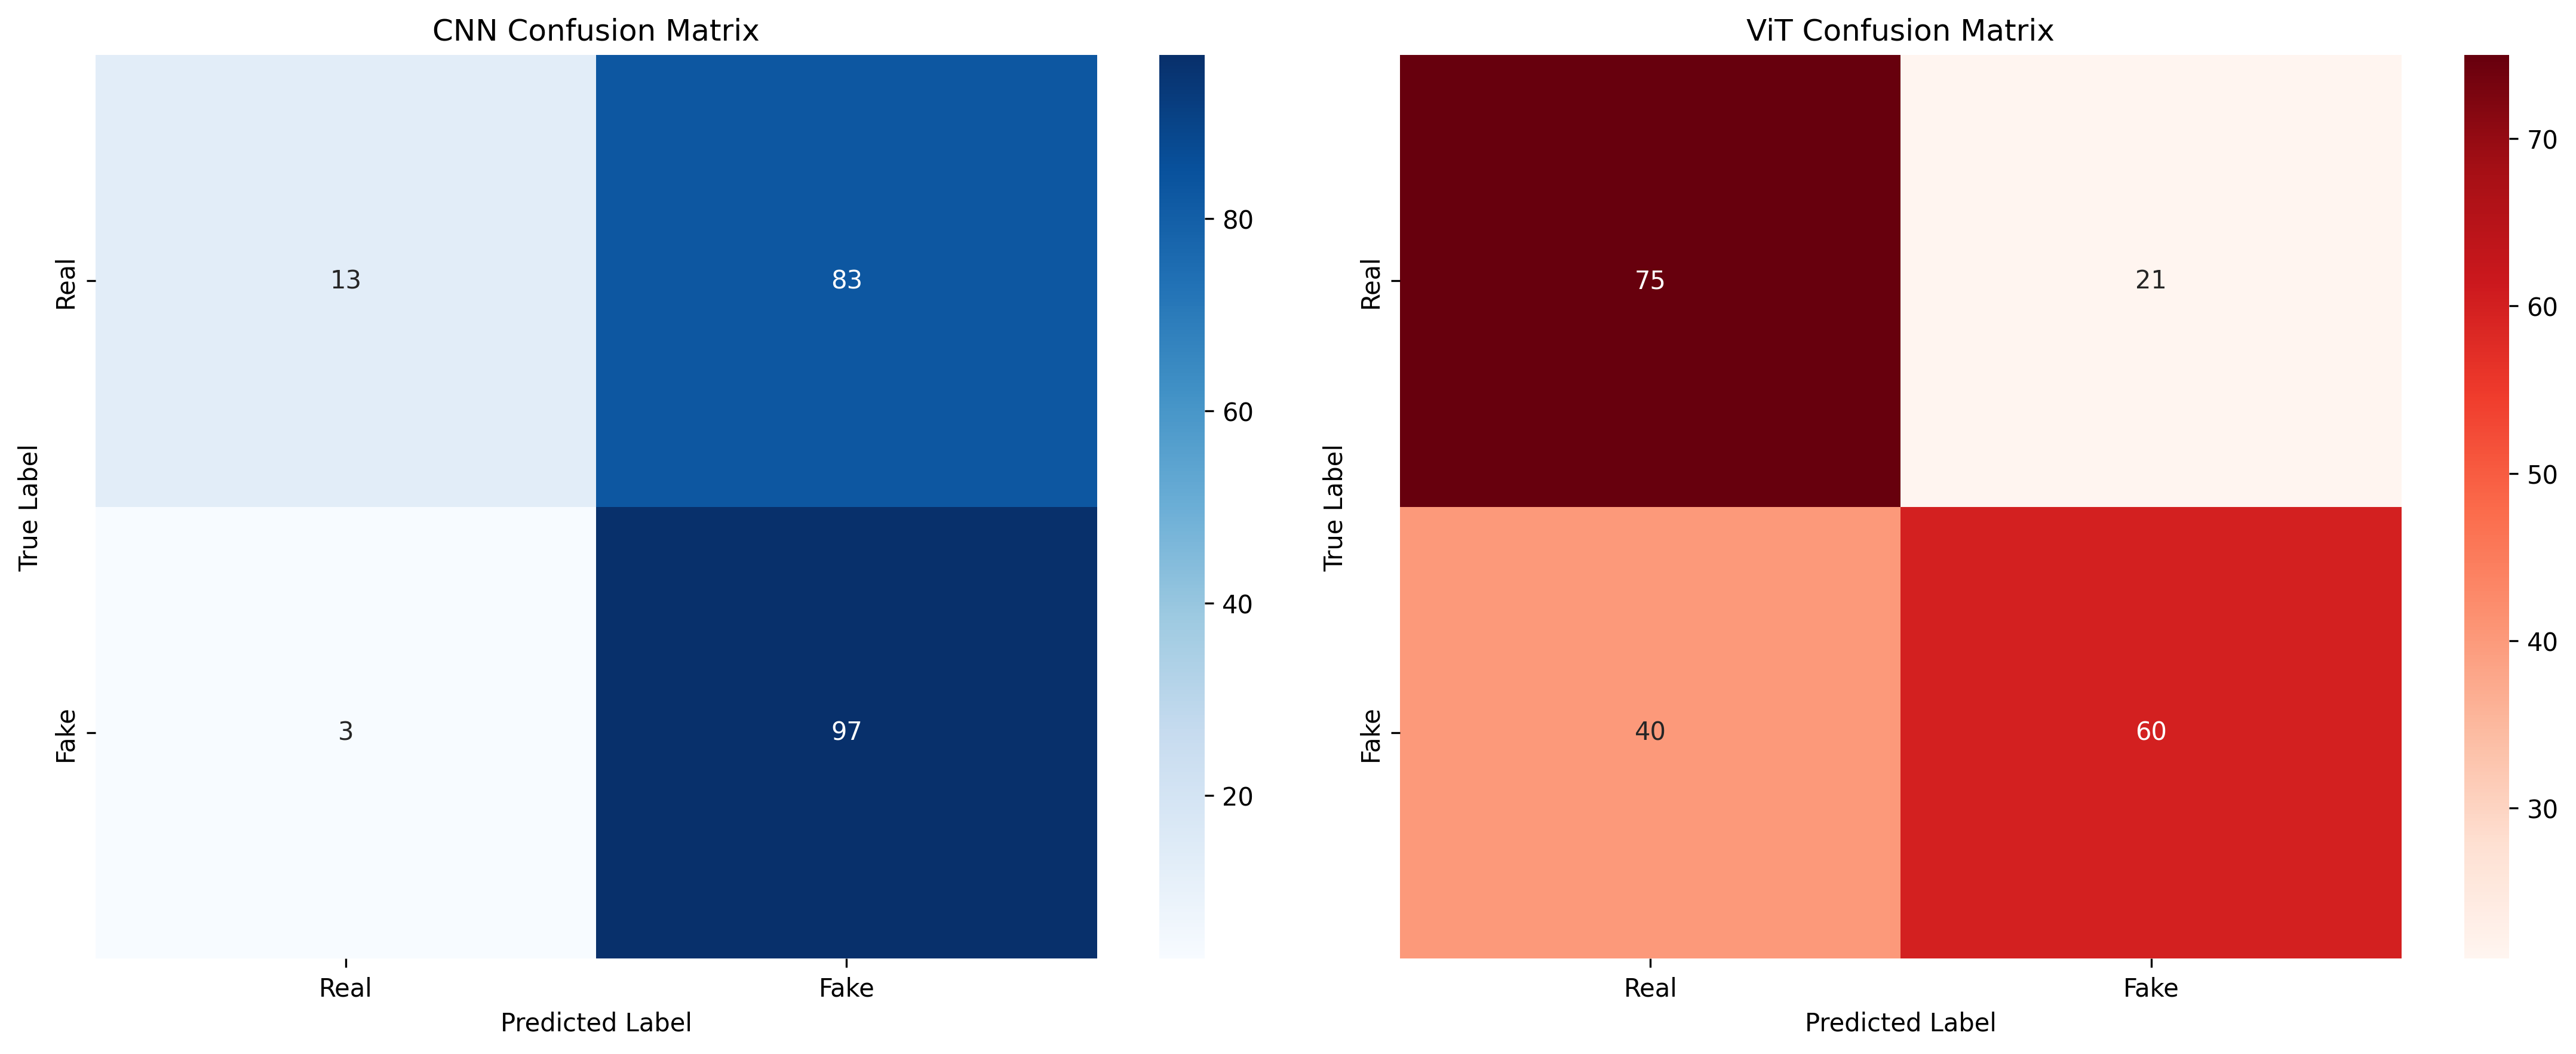 CNN Confusion Matrix
Real
Fake
True Label
13
83
3
97
Real
Fake
Predicted Label
80
60
40
20
ViT Confusion Matrix
Real
Fake
True Label
75
21
40
60
Real
Fake
Predicted Label
70
60
50
40
30